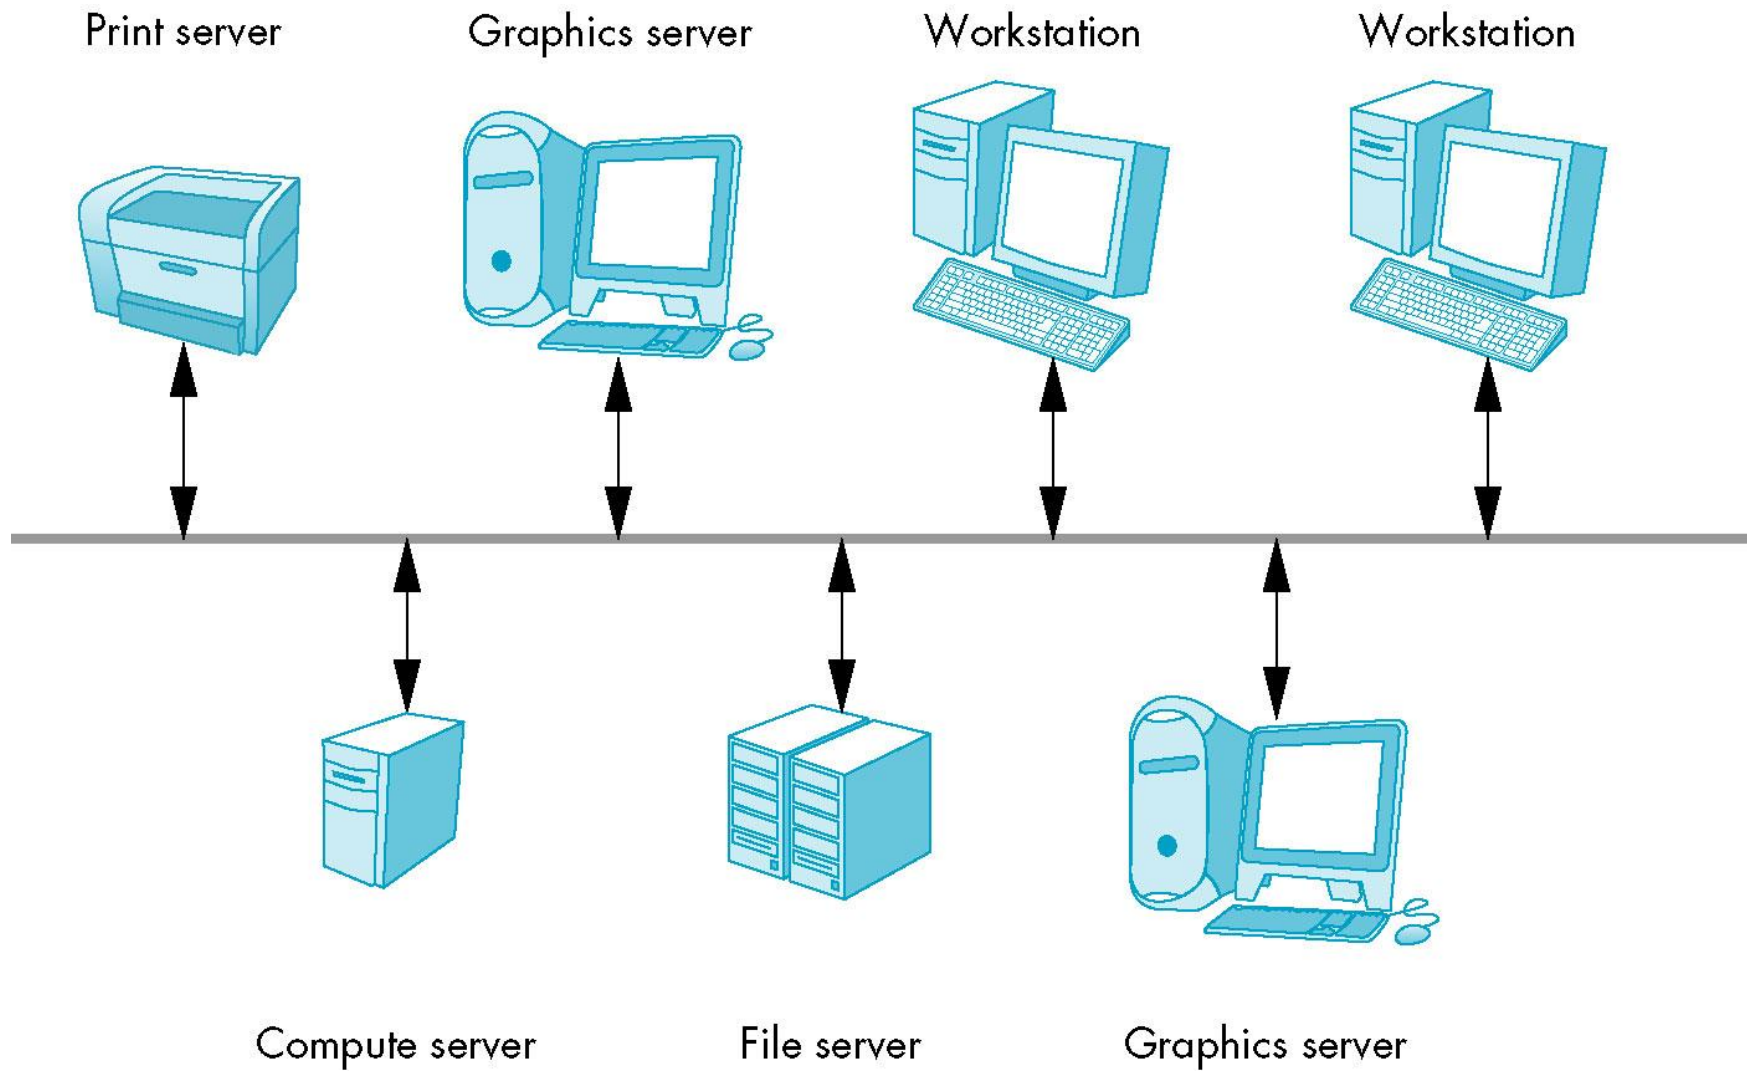 Print server
Graphics server
Workstation
Workstation
Compute server
File server
Graphics server